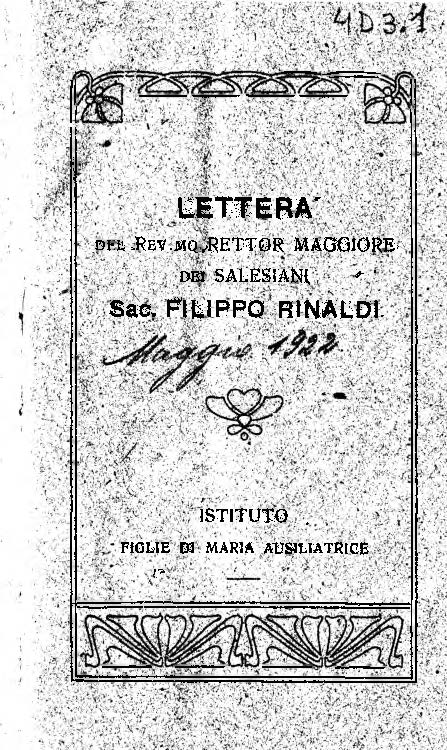 4D3.1
LETTERA
DEL REV.MO RETTOR MAGGIORE
DEI SALESIANI
Sac. FILIPPO RINALDI
Maggio 1922
ISTITUTO
FIGLIE DI MARIA AUSILIATRICE